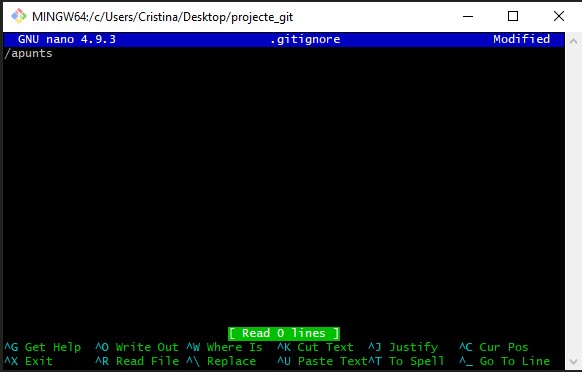 MINGW64:/c/Users/Cristina/Desktop/projecte_git
GNU nano 4.9.3 .gitignore Modified
/apunts
[ Read 0 lines ]
^G Get Help ^O Write Out ^W Where Is ^K Cut Text ^J Justify ^C Cur Pos
^X Exit ^R Read File ^\ Replace ^U Paste Text ^T To Spell ^_ Go To Line